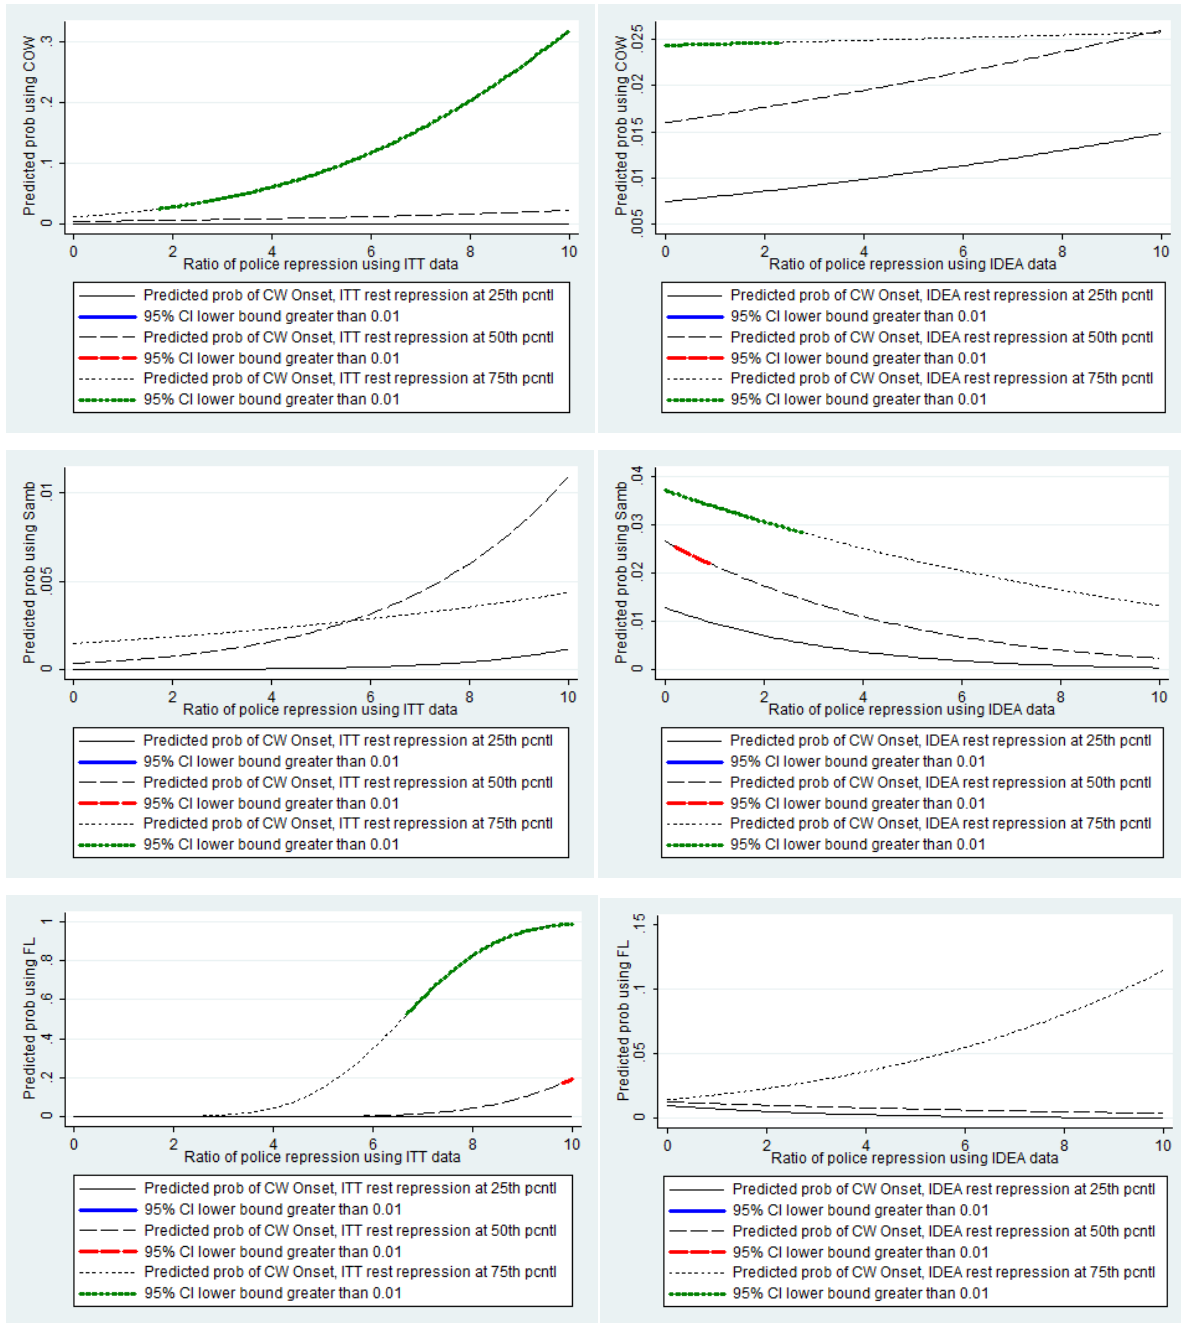 Predicted prob using COW
.3
.2
.1
0
0 2 4 6 8 10
Ratio of police repression using ITT data
Predicted prob of CW Onset, ITT rest repression at 25th pcntl
95% CI lower bound greater than 0.01
Predicted prob of CW Onset, ITT rest repression at 50th pcntl
95% CI lower bound greater than 0.01
Predicted prob of CW Onset, ITT rest repression at 75th pcntl
95% CI lower bound greater than 0.01
Predicted prob using COW
.025
.02
.015
.01
.005
0 2 4 6 8 10
Ratio of police repression using IDEA data
Predicted prob of CW Onset, IDEA rest repression at 25th pcntl
95% CI lower bound greater than 0.01
Predicted prob of CW Onset, IDEA rest repression at 50th pcntl
95% CI lower bound greater than 0.01
Predicted prob of CW Onset, IDEA rest repression at 75th pcntl
95% CI lower bound greater than 0.01
Predicted prob using Samb
.01
.005
0
0 2 4 6 8 10
Ratio of police repression using ITT data
Predicted prob of CW Onset, ITT rest repression at 25th pcntl
95% CI lower bound greater than 0.01
Predicted prob of CW Onset, ITT rest repression at 50th pcntl
95% CI lower bound greater than 0.01
Predicted prob of CW Onset, ITT rest repression at 75th pcntl
95% CI lower bound greater than 0.01
Predicted prob using Samb
.04
.03
.02
.01
0
0 2 4 6 8 10
Ratio of police repression using IDEA data
Predicted prob of CW Onset, IDEA rest repression at 25th pcntl
95% CI lower bound greater than 0.01
Predicted prob of CW Onset, IDEA rest repression at 50th pcntl
95% CI lower bound greater than 0.01
Predicted prob of CW Onset, IDEA rest repression at 75th pcntl
95% CI lower bound greater than 0.01
Predicted prob using FL
1
.8
.6
.4
.2
0
0 2 4 6 8 10
Ratio of police repression using ITT data
Predicted prob of CW Onset, ITT rest repression at 25th pcntl
95% CI lower bound greater than 0.01
Predicted prob of CW Onset, ITT rest repression at 50th pcntl
95% CI lower bound greater than 0.01
Predicted prob of CW Onset, ITT rest repression at 75th pcntl
95% CI lower bound greater than 0.01
Predicted prob using FL
.15
.1
.05
0
0 2 4 6 8 10
Ratio of police repression using IDEA data
Predicted prob of CW Onset, IDEA rest repression at 25th pcntl
95% CI lower bound greater than 0.01
Predicted prob of CW Onset, IDEA rest repression at 50th pcntl
95% CI lower bound greater than 0.01
Predicted prob of CW Onset, IDEA rest repression at 75th pcntl
95% CI lower bound greater than 0.01